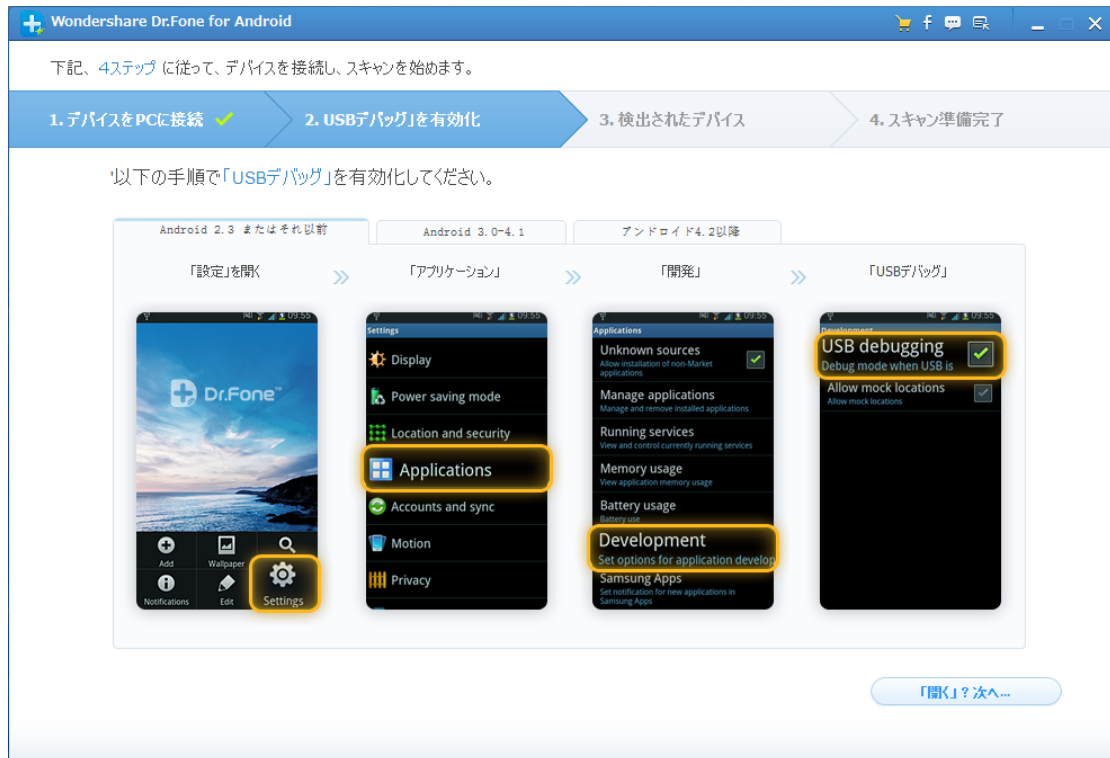 Wondershare Dr.Fone for Android
下記、4ステップ に従って、デバイスを接続し、スキャンを始めます。
1. デバイスをPCに接続
2. USBデバッグ」を有効化
3. 検出されたデバイス
4. スキャン準備完了
'以下の手順で「USBデバッグ」を有効化してください。
Android 2.3 またはそれ以前
Android 3.0-4.1
アンドロイド4.2以降
「設定」を開く
「アプリケーション」
「開発」
「USBデバッグ」
09:55
Dr.Fone™
Add
Wallpaper
Notifications
Edit
Settings
09:55
Settings
Display
Power saving mode
Location and security
Applications
Accounts and sync
Motion
Privacy
09:55
Applications
Unknown sources
Allow installation of non-Market
applications
Manage applications
Manage and remove installed applications
Running services
View and control currently running services
Memory usage
View application memory usage
Battery usage
Battery use
Development
Set options for application develop
Samsung Apps
Set notification for new applications in
Samsung Apps
09:55
Development
USB debugging
Debug mode when USB is
Allow mock locations
Allow mock locations
「開く」? 次へ...